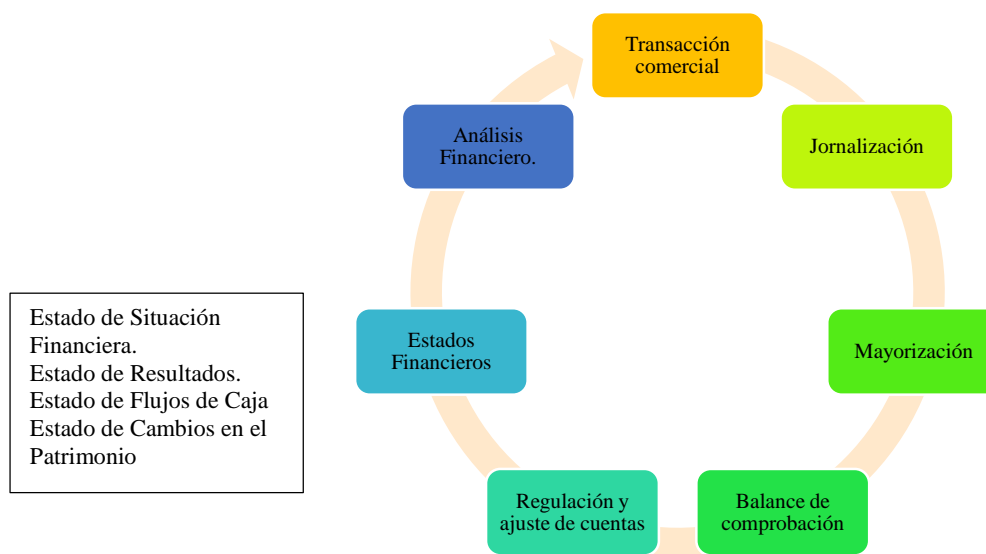 Transacción
comercial
Jornalización
Mayorización
Balance de
comprobación
Regulación y
ajuste de cuentas
Estados
Financieros
Análisis
Financiero.
Estado de Situación
Financiera.
Estado de Resultados.
Estado de Flujos de Caja
Estado de Cambios en el
Patrimonio